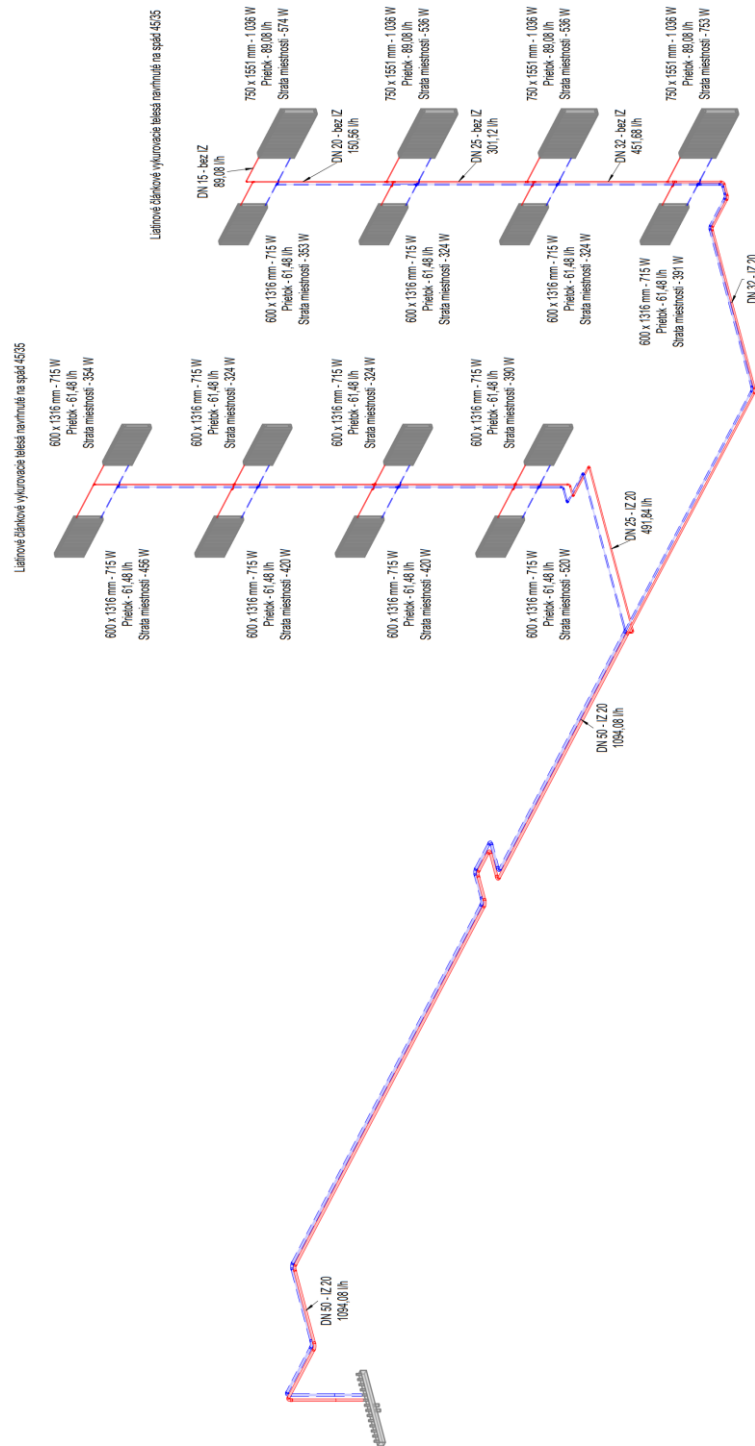 Liatinové článkové vykurovacie telesá navrhnuté na spád 45/35
750 x 1551 mm - 1 036 W
Prietok - 89,08 l/h
Strata miestnosti - 574 W
DN 15 - bez IZ
89,08 l/h
DN 20 - bez IZ
150,56 l/h
600 x 1316 mm - 715 W
Prietok - 61,48 l/h
Strata miestnosti - 353 W
750 x 1551 mm - 1 036 W
Prietok - 89,08 l/h
Strata miestnosti - 536 W
DN 25 - bez IZ
301,12 l/h
600 x 1316 mm - 715 W
Prietok - 61,48 l/h
Strata miestnosti - 324 W
750 x 1551 mm - 1 036 W
Prietok - 89,08 l/h
Strata miestnosti - 536 W
DN 32 - bez IZ
451,68 l/h
600 x 1316 mm - 715 W
Prietok - 61,48 l/h
Strata miestnosti - 324 W
750 x 1551 mm - 1 036 W
Prietok - 89,08 l/h
Strata miestnosti - 753 W
600 x 1316 mm - 715 W
Prietok - 61,48 l/h
Strata miestnosti - 391 W
DN 32 - IZ 20
Liatinové článkové vykurovacie telesá navrhnuté na spád 45/35
600 x 1316 mm - 715 W
Prietok - 61,48 l/h
Strata miestnosti - 354 W
600 x 1316 mm - 715 W
Prietok - 61,48 l/h
Strata miestnosti - 456 W
600 x 1316 mm - 715 W
Prietok - 61,48 l/h
Strata miestnosti - 324 W
600 x 1316 mm - 715 W
Prietok - 61,48 l/h
Strata miestnosti - 420 W
600 x 1316 mm - 715 W
Prietok - 61,48 l/h
Strata miestnosti - 324 W
600 x 1316 mm - 715 W
Prietok - 61,48 l/h
Strata miestnosti - 420 W
600 x 1316 mm - 715 W
Prietok - 61,48 l/h
Strata miestnosti - 390 W
600 x 1316 mm - 715 W
Prietok - 61,48 l/h
Strata miestnosti - 520 W
DN 25 - IZ 20
491,84 l/h
DN 50 - IZ 20
1094,08 l/h
DN 50 - IZ 20
1094,08 l/h